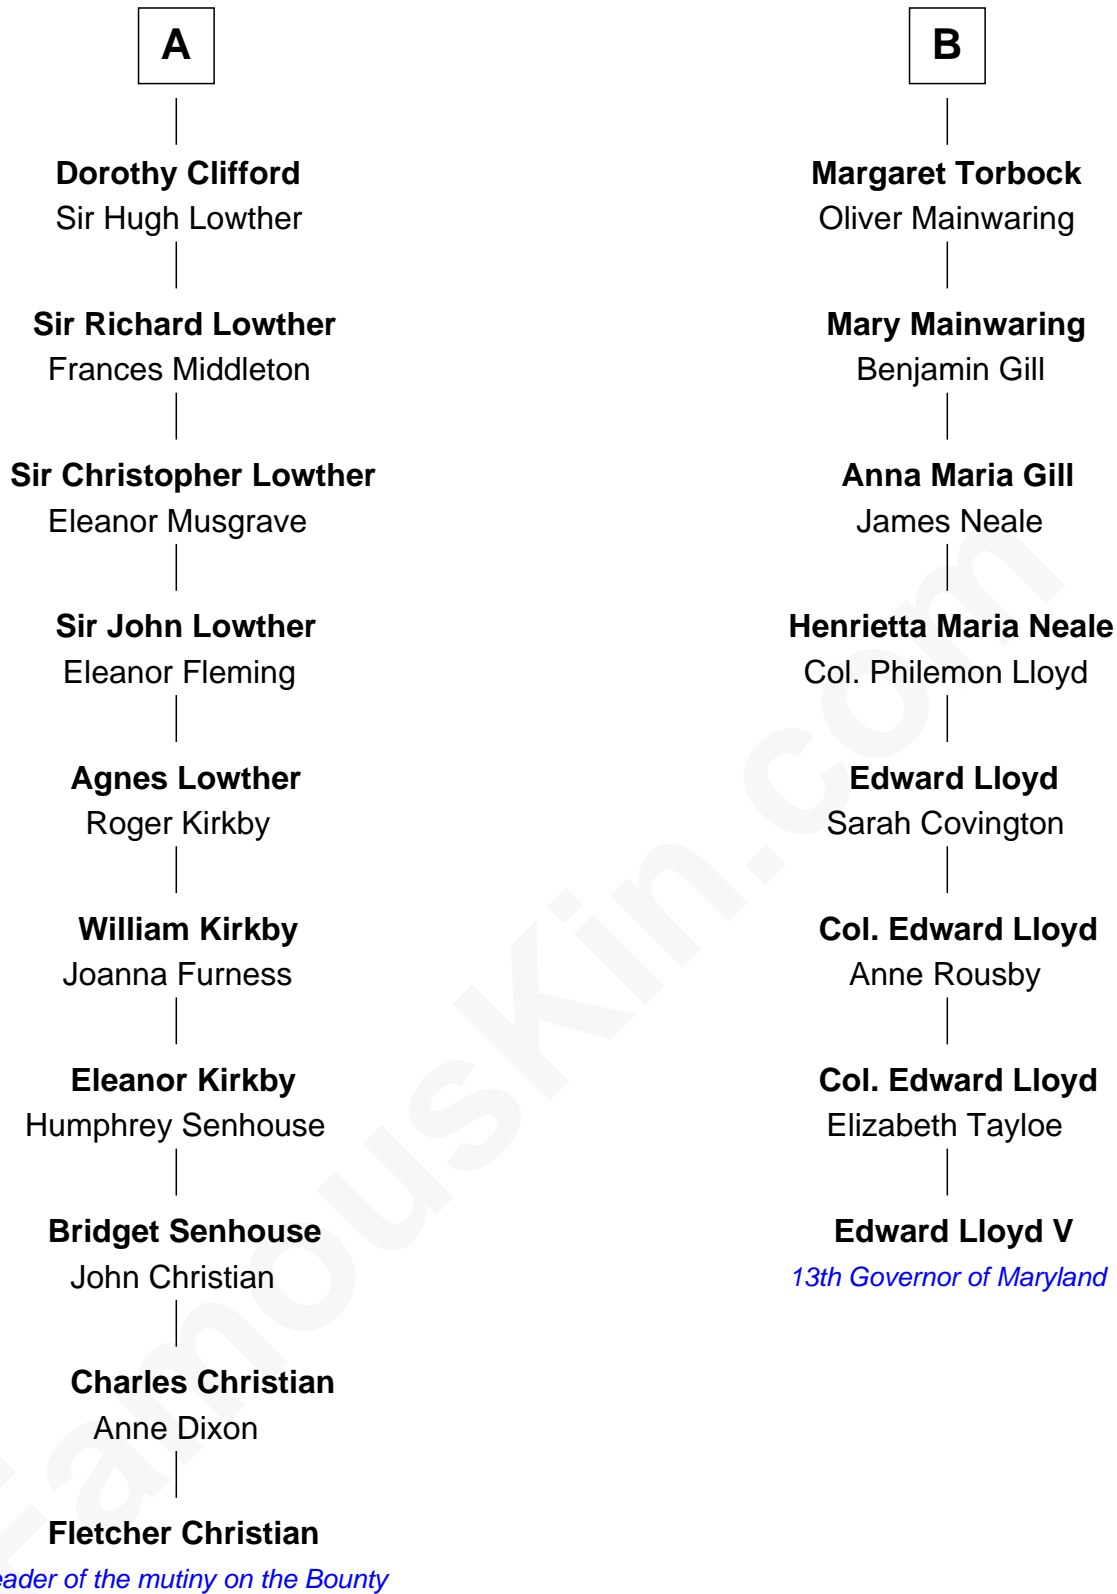 A
Dorothy Clifford
Sir Hugh Lowther
Sir Richard Lowther
Frances Middleton
Sir Christopher Lowther
Eleanor Musgrave
Sir John Lowther
Eleanor Fleming
Agnes Lowther
Roger Kirkby
William Kirkby
Joanna Furness
Eleanor Kirkby
Humphrey Senhouse
Bridget Senhouse
John Christian
Charles Christian
Anne Dixon
Fletcher Christian
eader of the mutiny on the Bounty
B
Margaret Torbock
Oliver Mainwaring
Mary Mainwaring
Benjamin Gill
Anna Maria Gill
James Neale
Henrietta Maria Neale
Col. Philemon Lloyd
Edward Lloyd
Sarah Covington
Col. Edward Lloyd
Anne Rousby
Col. Edward Lloyd
Elizabeth Tayloe
Edward Lloyd V
13th Governor of Maryland
FamousKin.com